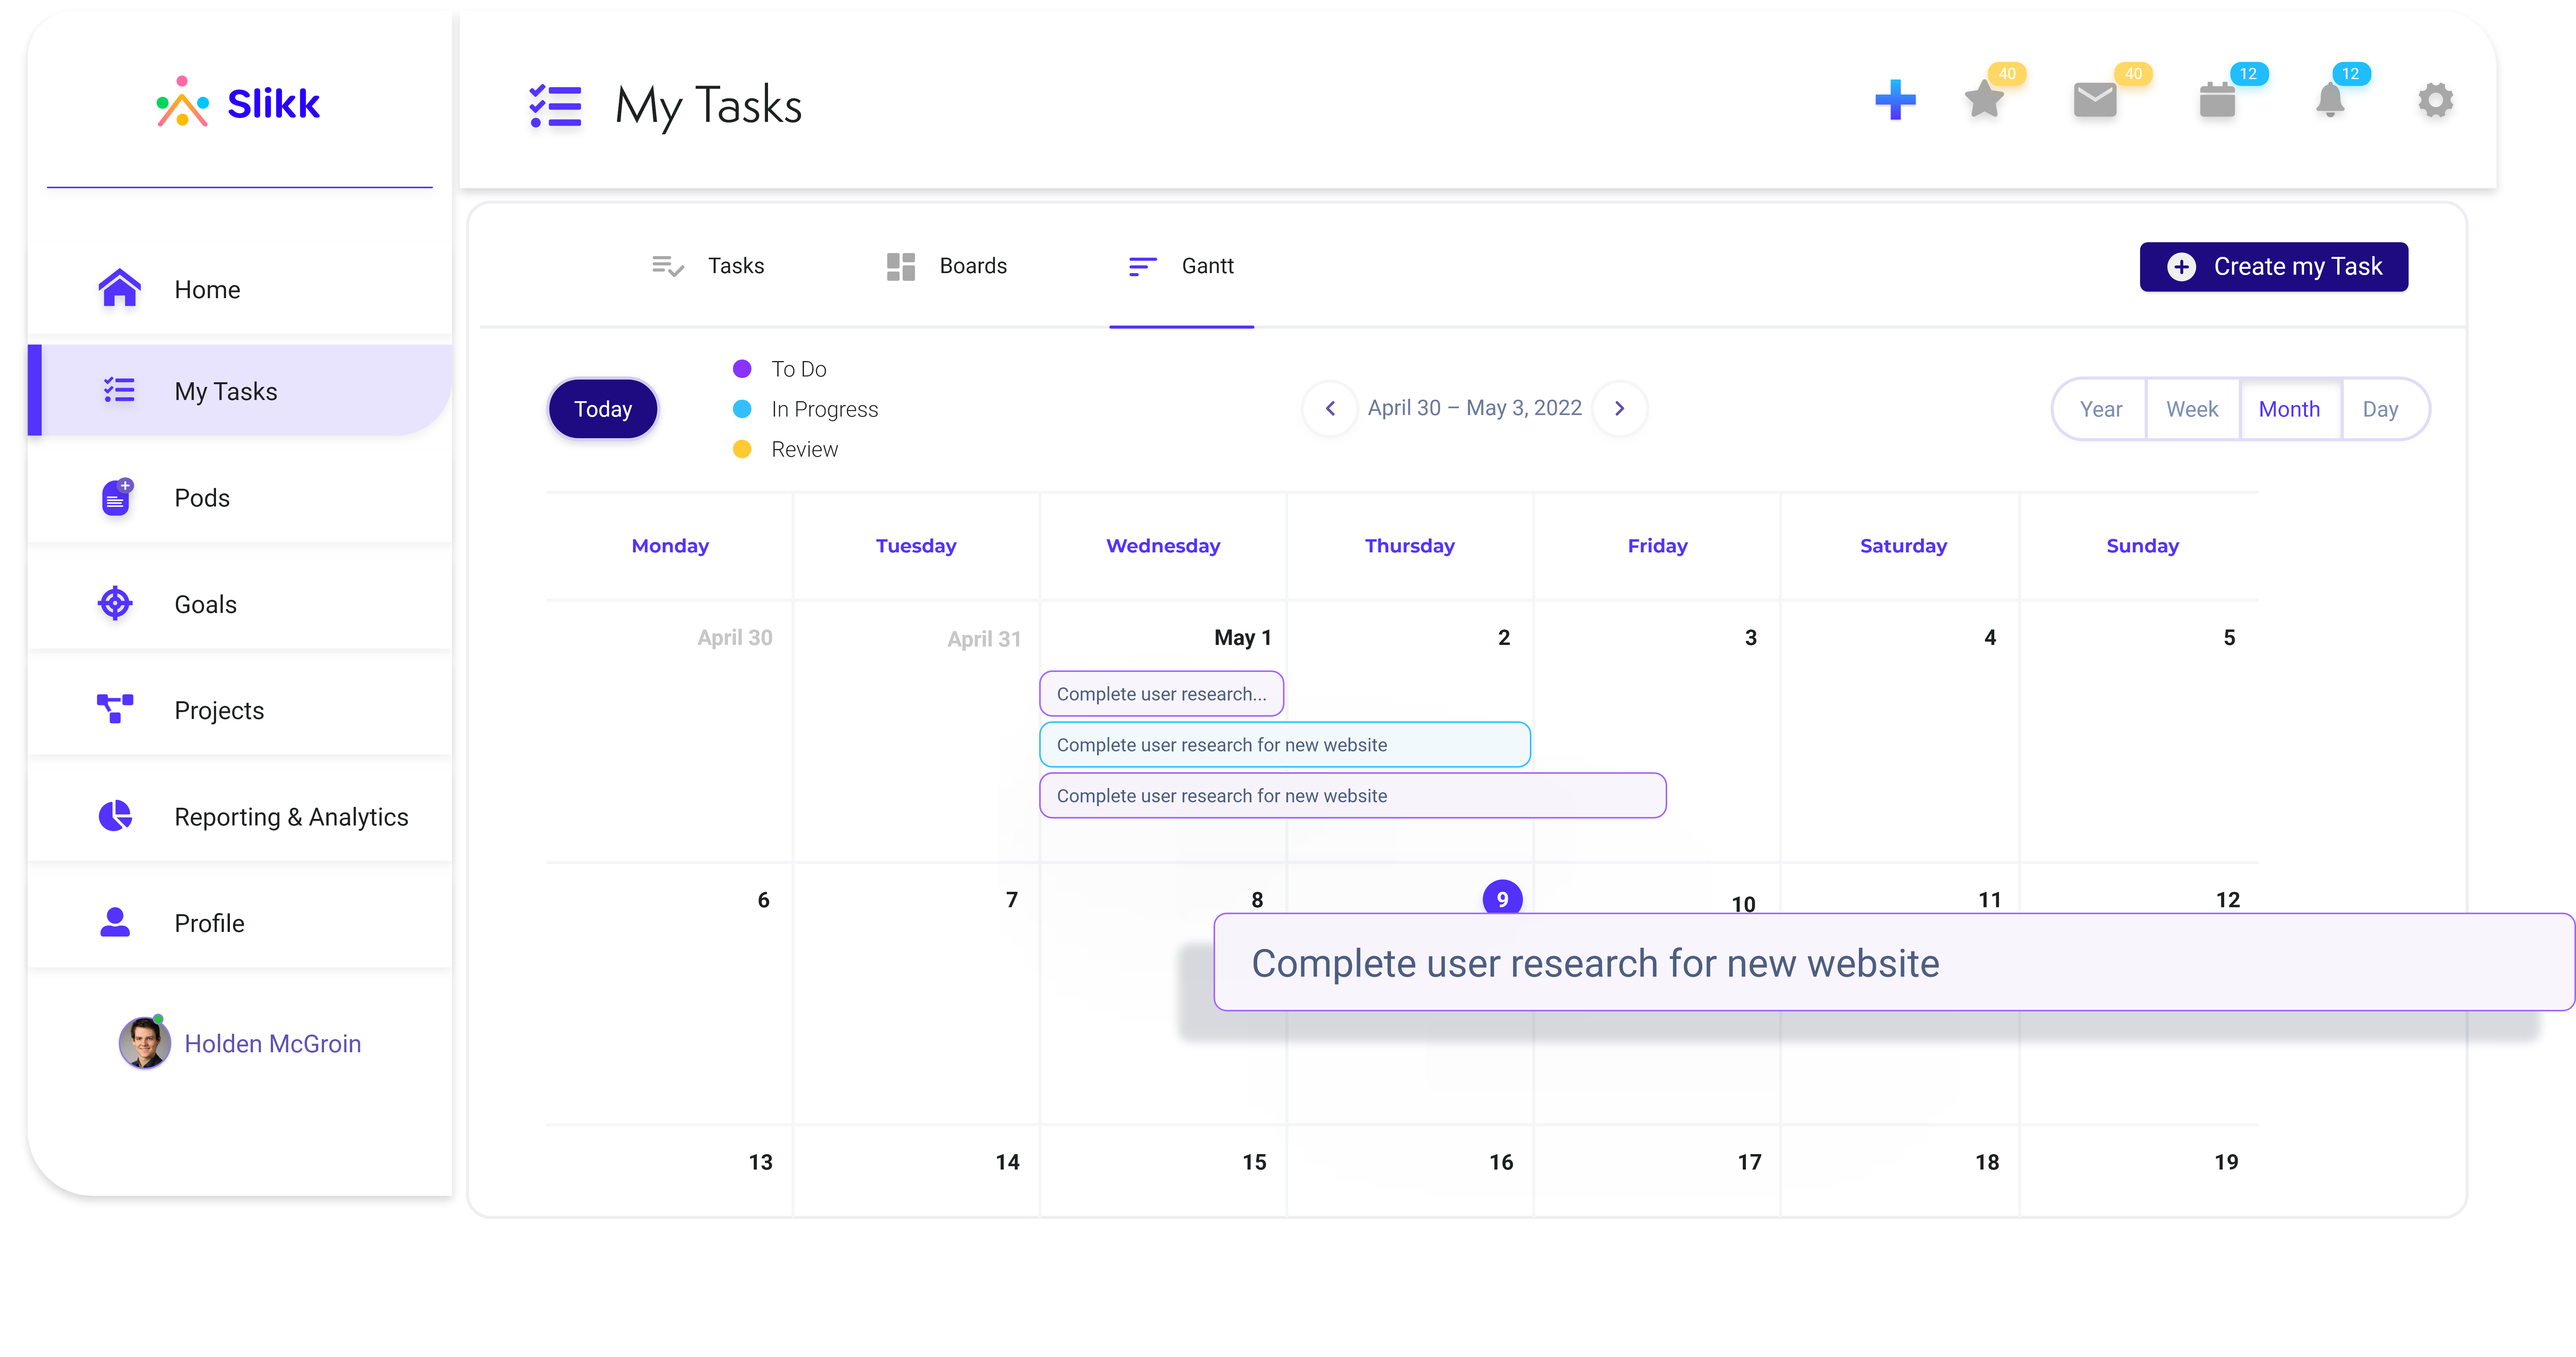 Slikk
My Tasks
40
40
12
12
Home
My Tasks
Pods
Goals
Projects
Reporting & Analytics
Profile
Holden McGroin
Tasks
Boards
Gantt
Create my Task
Today
To Do
In Progress
Review
April 30 – May 3, 2022
Year Week Month Day
Monday Tuesday Wednesday Thursday Friday Saturday Sunday
April 30 April 31 May 1 2 3 4 5
Complete user research...
Complete user research for new website
Complete user research for new website
6 7 8 9 10 11 12
Complete user research for new website
13 14 15 16 17 18 19